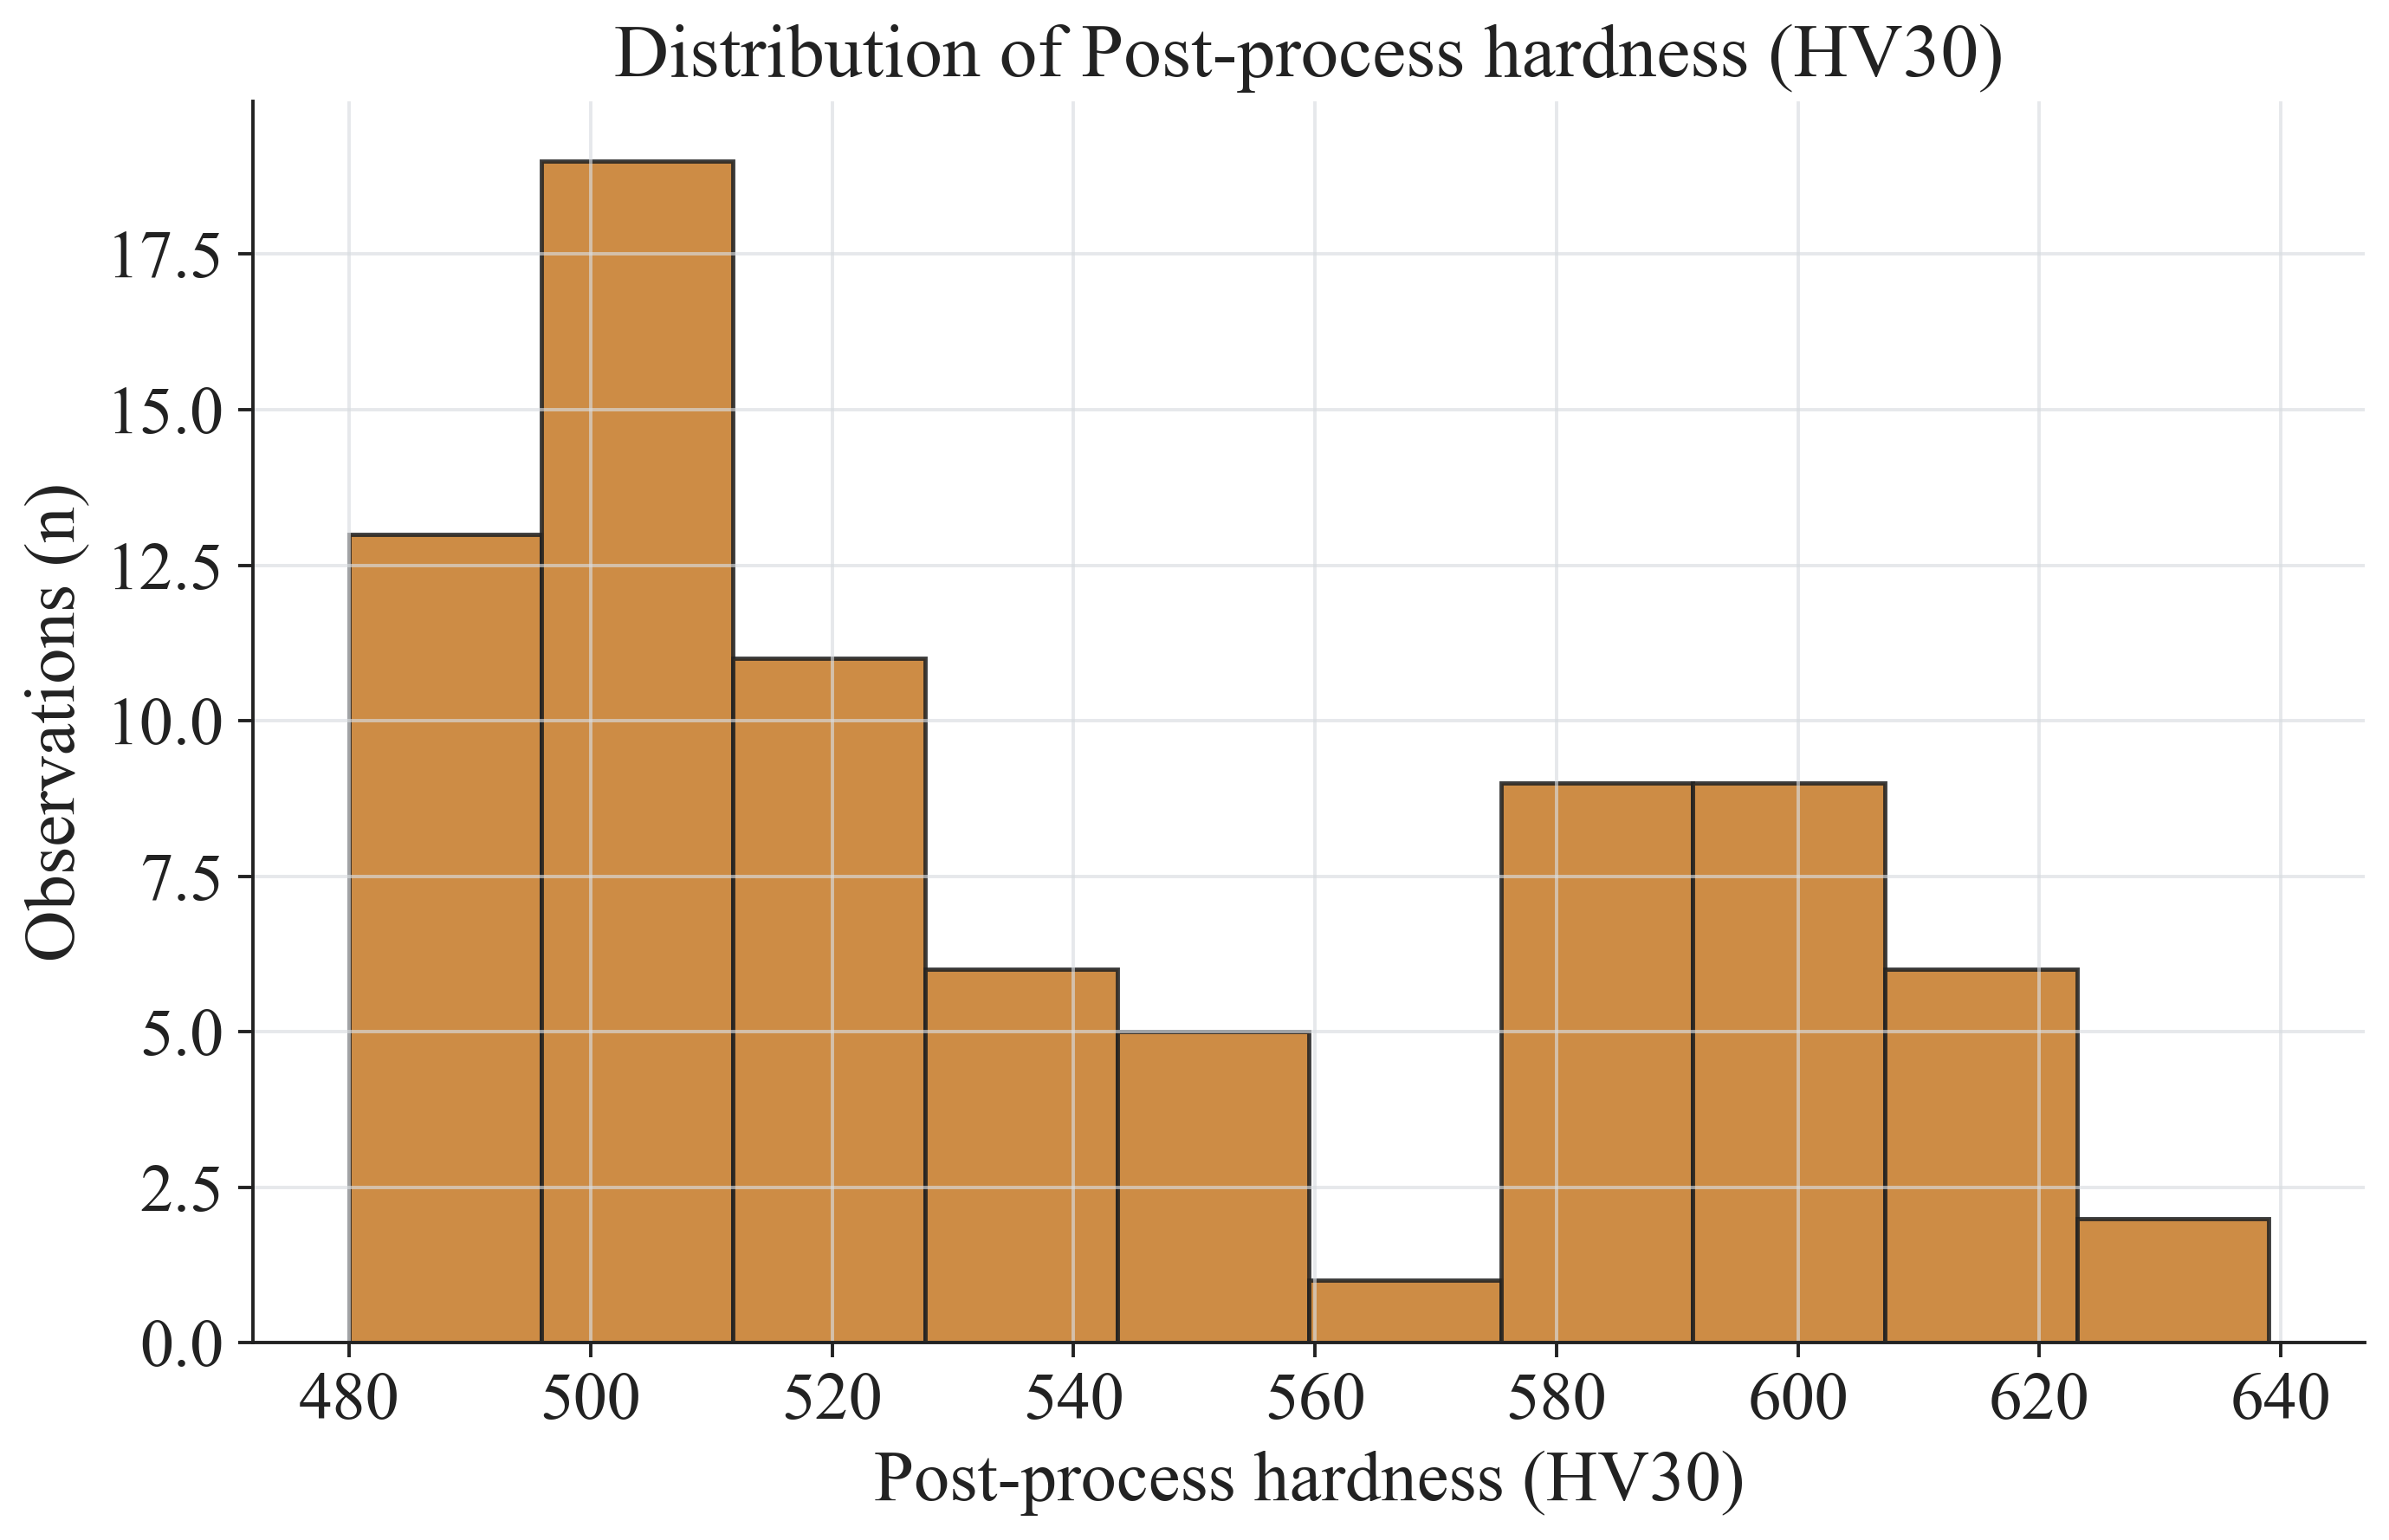 Distribution of Post-process hardness (HV30)
Observations (n)
17.5
15.0
12.5
10.0
7.5
5.0
2.5
0.0
480 500 520 540 560 580 600 620 640
Post-process hardness (HV30)